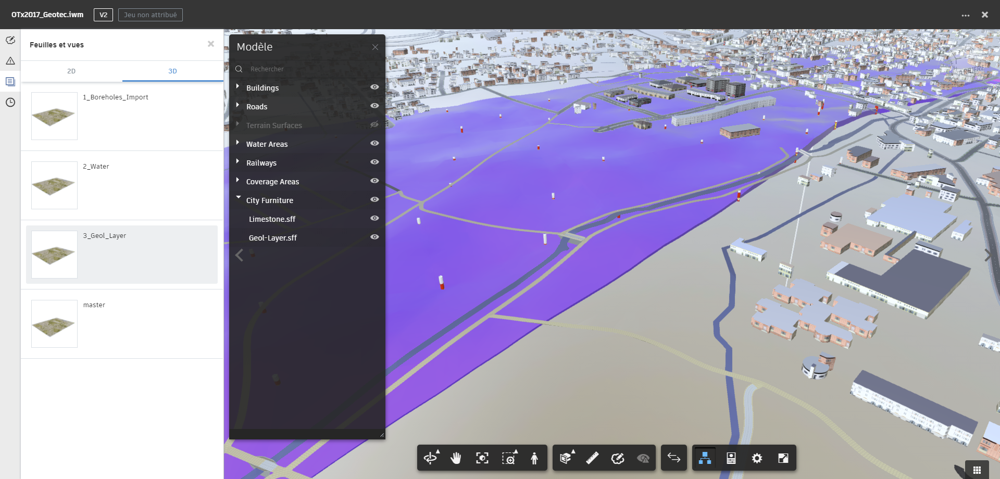 OTx2017_Geotec.iwm
V2
Jeu non attribué
Feuilles et vues
2D
3D
1_Boreholes_Import
2_Water
3_Geol_Layer
master
Modèle
Rechercher
Buildings
Roads
Terrain Surfaces
Water Areas
Railways
Coverage Areas
City Furniture
Limestone.sff
Geol-Layer.sff